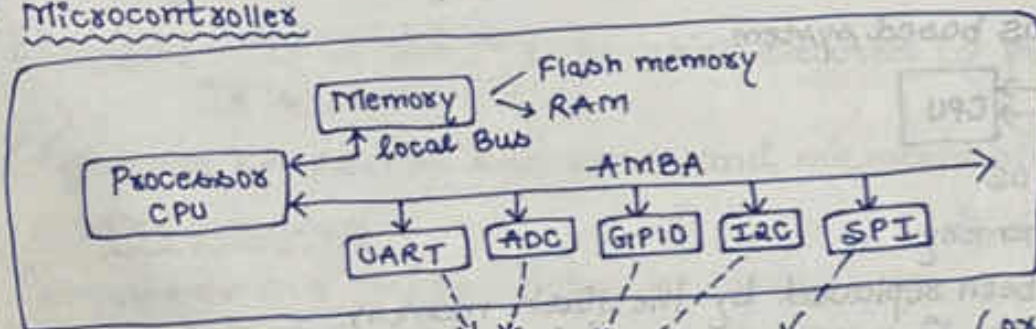 Microcontroller
Flash memory
Memory
RAM
local Bus
AMBA
Processor
CPU
UART
ADC
GPIO
I2C
SPI